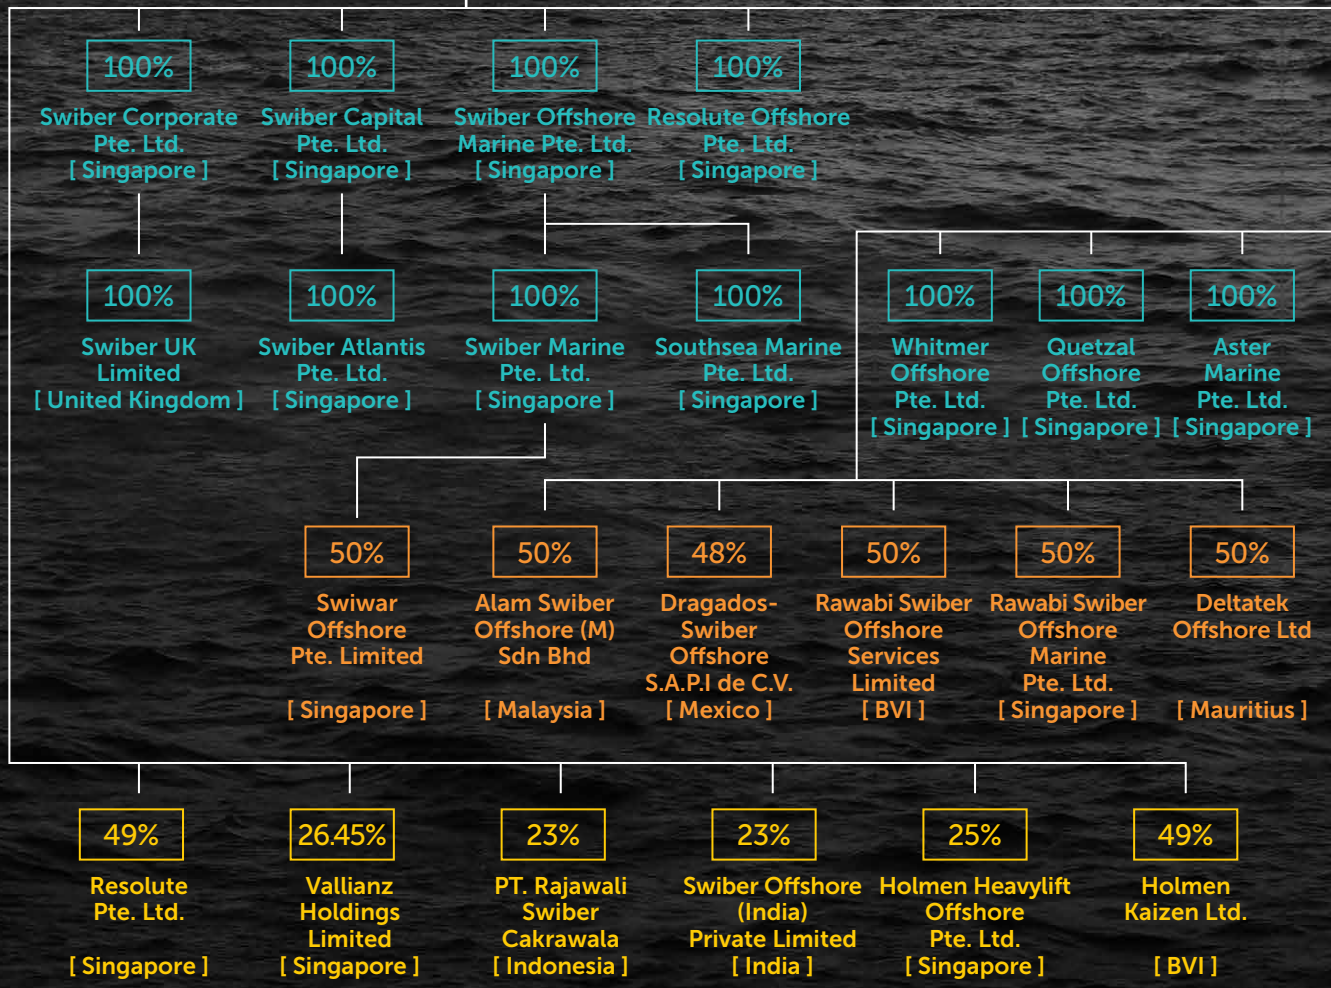 100%
Swiber Corporate
Pte. Ltd.
[ Singapore ]
100%
Swiber Capital
Pte. Ltd.
[ Singapore ]
100%
Swiber Offshore
Marine Pte. Ltd.
[ Singapore ]
100%
Resolute Offshore
Pte. Ltd.
[ Singapore ]
100%
Swiber UK
Limited
[ United Kingdom ]
100%
Swiber Atlantis
Pte. Ltd.
[ Singapore ]
100%
Swiber Marine
Pte. Ltd.
[ Singapore ]
100%
Southsea Marine
Pte. Ltd.
[ Singapore ]
100%
Whitmer
Offshore
Pte. Ltd.
[ Singapore ]
100%
Quetzal
Offshore
Pte. Ltd.
[ Singapore ]
100%
Aster
Marine
Pte. Ltd.
[ Singapore ]
50%
Swiwar
Offshore
Pte. Limited
[ Singapore ]
50%
Alam Swiber
Offshore (M)
Sdn Bhd
[ Malaysia ]
48%
Dragados-
Swiber
Offshore
S.A.P.I de C.V.
[ Mexico ]
50%
Rawabi Swiber
Offshore
Services
Limited
[ BVI ]
50%
Rawabi Swiber
Offshore
Marine
Pte. Ltd.
[ Singapore ]
50%
Deltatek
Offshore Ltd
[ Mauritius ]
49%
Resolute
Pte. Ltd.
[ Singapore ]
26.45%
Vallianz
Holdings
Limited
[ Singapore ]
23%
PT. Rajawali
Swiber
Cakrawala
[ Indonesia ]
23%
Swiber Offshore
(India)
Private Limited
[ India ]
25%
Holmen Heavylift
Offshore
Pte. Ltd.
[ Singapore ]
49%
Holmen
Kaizen Ltd.
[ BVI ]